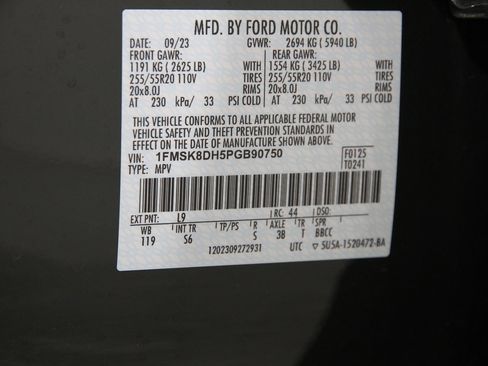 MFD. BY FORD MOTOR CO.
DATE: 09/23 GVWR: 2694 KG ( 5940 LB)
FRONT GAWR: REAR GAWR:
1191 KG ( 2625 LB) WITH 1554 KG ( 3425 LB) WITH
255/55R20 110V TIRES 255/55R20 110V TIRES
20x8.0J RIMS 20x8.0J RIMS
AT 230 kPa/ 33 PSI COLD AT 230 kPa/ 33 PSI COLD
THIS VEHICLE CONFORMS TO ALL APPLICABLE FEDERAL MOTOR
VEHICLE SAFETY AND THEFT PREVENTION STANDARDS IN
EFFECT ON THE DATE OF MANUFACTURE SHOWN ABOVE.
VIN: 1FMSK8DH5PGB90750 F0125
TYPE: MPV T0241
EXT PNT: L9 RC: 44 DSO:
WB INT TR TP/PS R AXLE TR SPR
119 S6 S 3B T BBCC
1202309272931 UTC ▽ 5U5A-1520472-BA